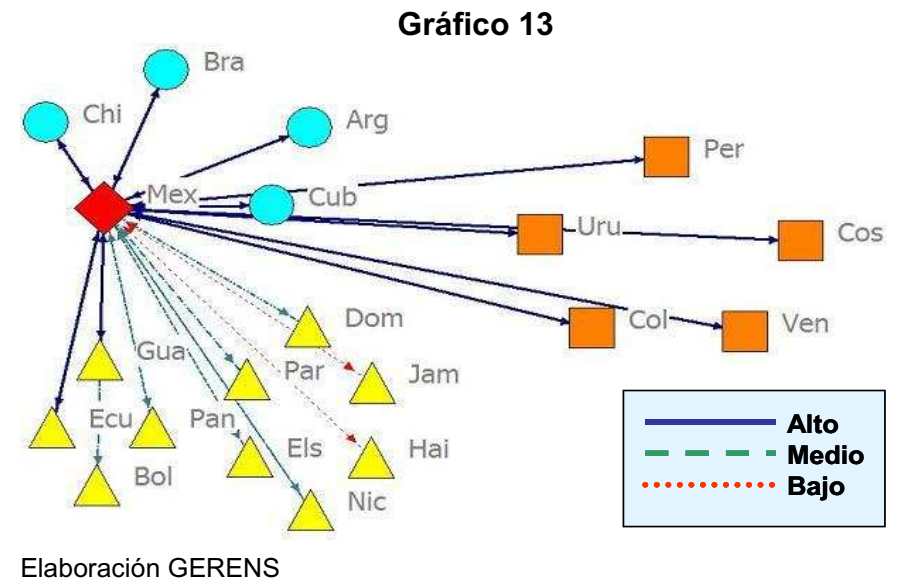 Gráfico 13
Bra
Chi
Arg
Per
Mex
Cub
Uru
Cos
Dom
Col
Ven
Gua
Par
Jam
Ecu
Pan
Els
Hai
Bol
Nic
Alto
Medio
Bajo
Elaboración GERENS